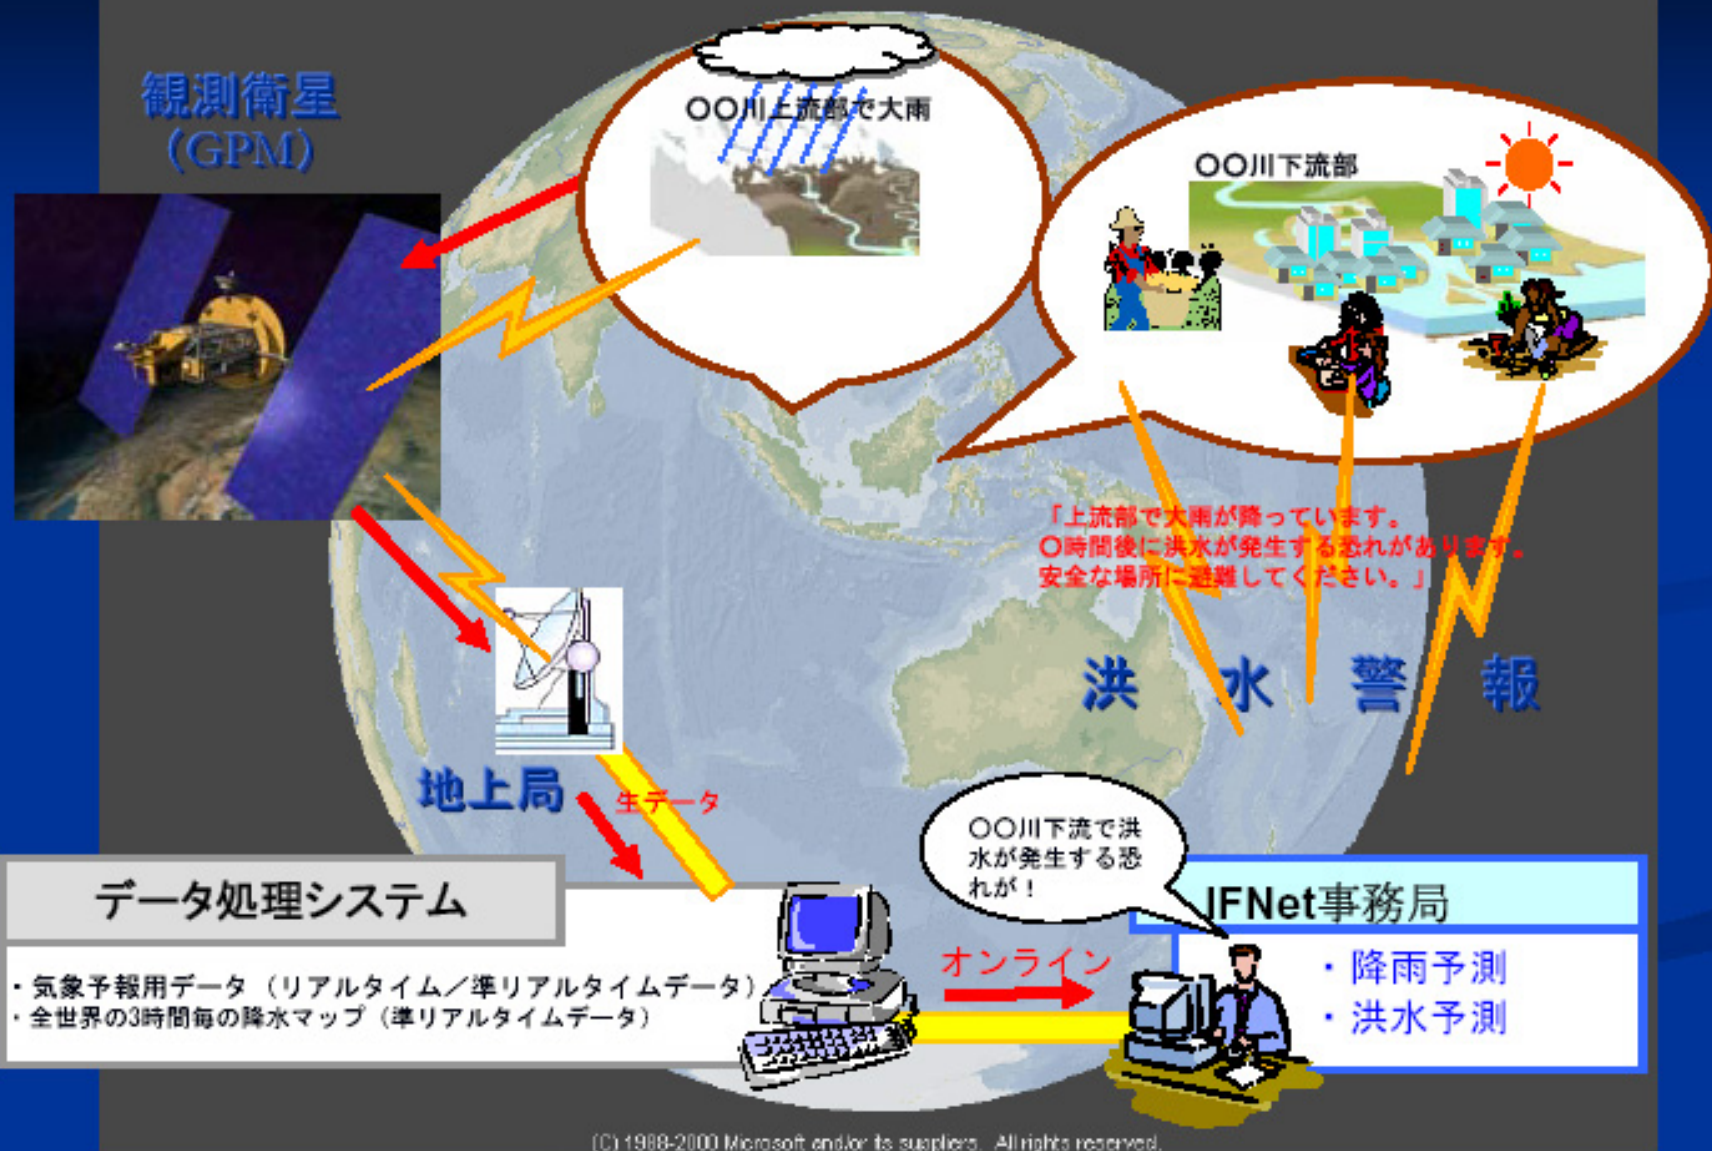 観測衛星
(GPM)
〇〇川上流部で大雨
〇〇川下流部
「上流部で大雨が降っています。
〇時間後に洪水が発生する恐れがあります。
安全な場所に避難してください。」
洪水警報
地上局
生データ
〇〇川下流で洪
水が発生する恐
れが！
データ処理システム
・気象予報用データ（リアルタイム／準リアルタイムデータ）
・全世界の3時間毎の降水マップ（準リアルタイムデータ）
オンライン
IFNet事務局
・降雨予測
・洪水予測
(C) 1988-2000 Microsoft and/or its suppliers. All rights reserved.